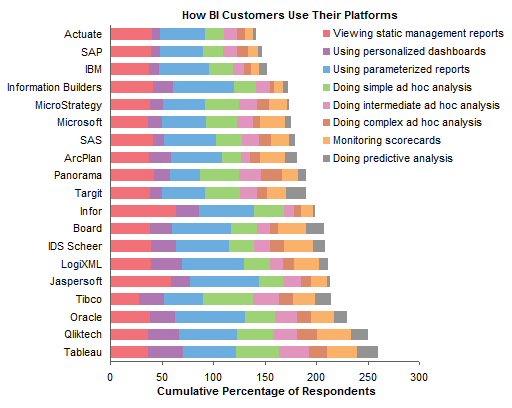 How BI Customers Use Their Platforms
Actuate
SAP
IBM
Information Builders
MicroStrategy
Microsoft
SAS
ArcPlan
Panorama
Targit
Infor
Board
IDS Scheer
LogiXML
Jaspersoft
Tibco
Oracle
Qliktech
Tableau
Viewing static management reports
Using personalized dashboards
Using parameterized reports
Doing simple ad hoc analysis
Doing intermediate ad hoc analysis
Doing complex ad hoc analysis
Monitoring scorecards
Doing predictive analysis
0 50 100 150 200 250 300
Cumulative Percentage of Respondents